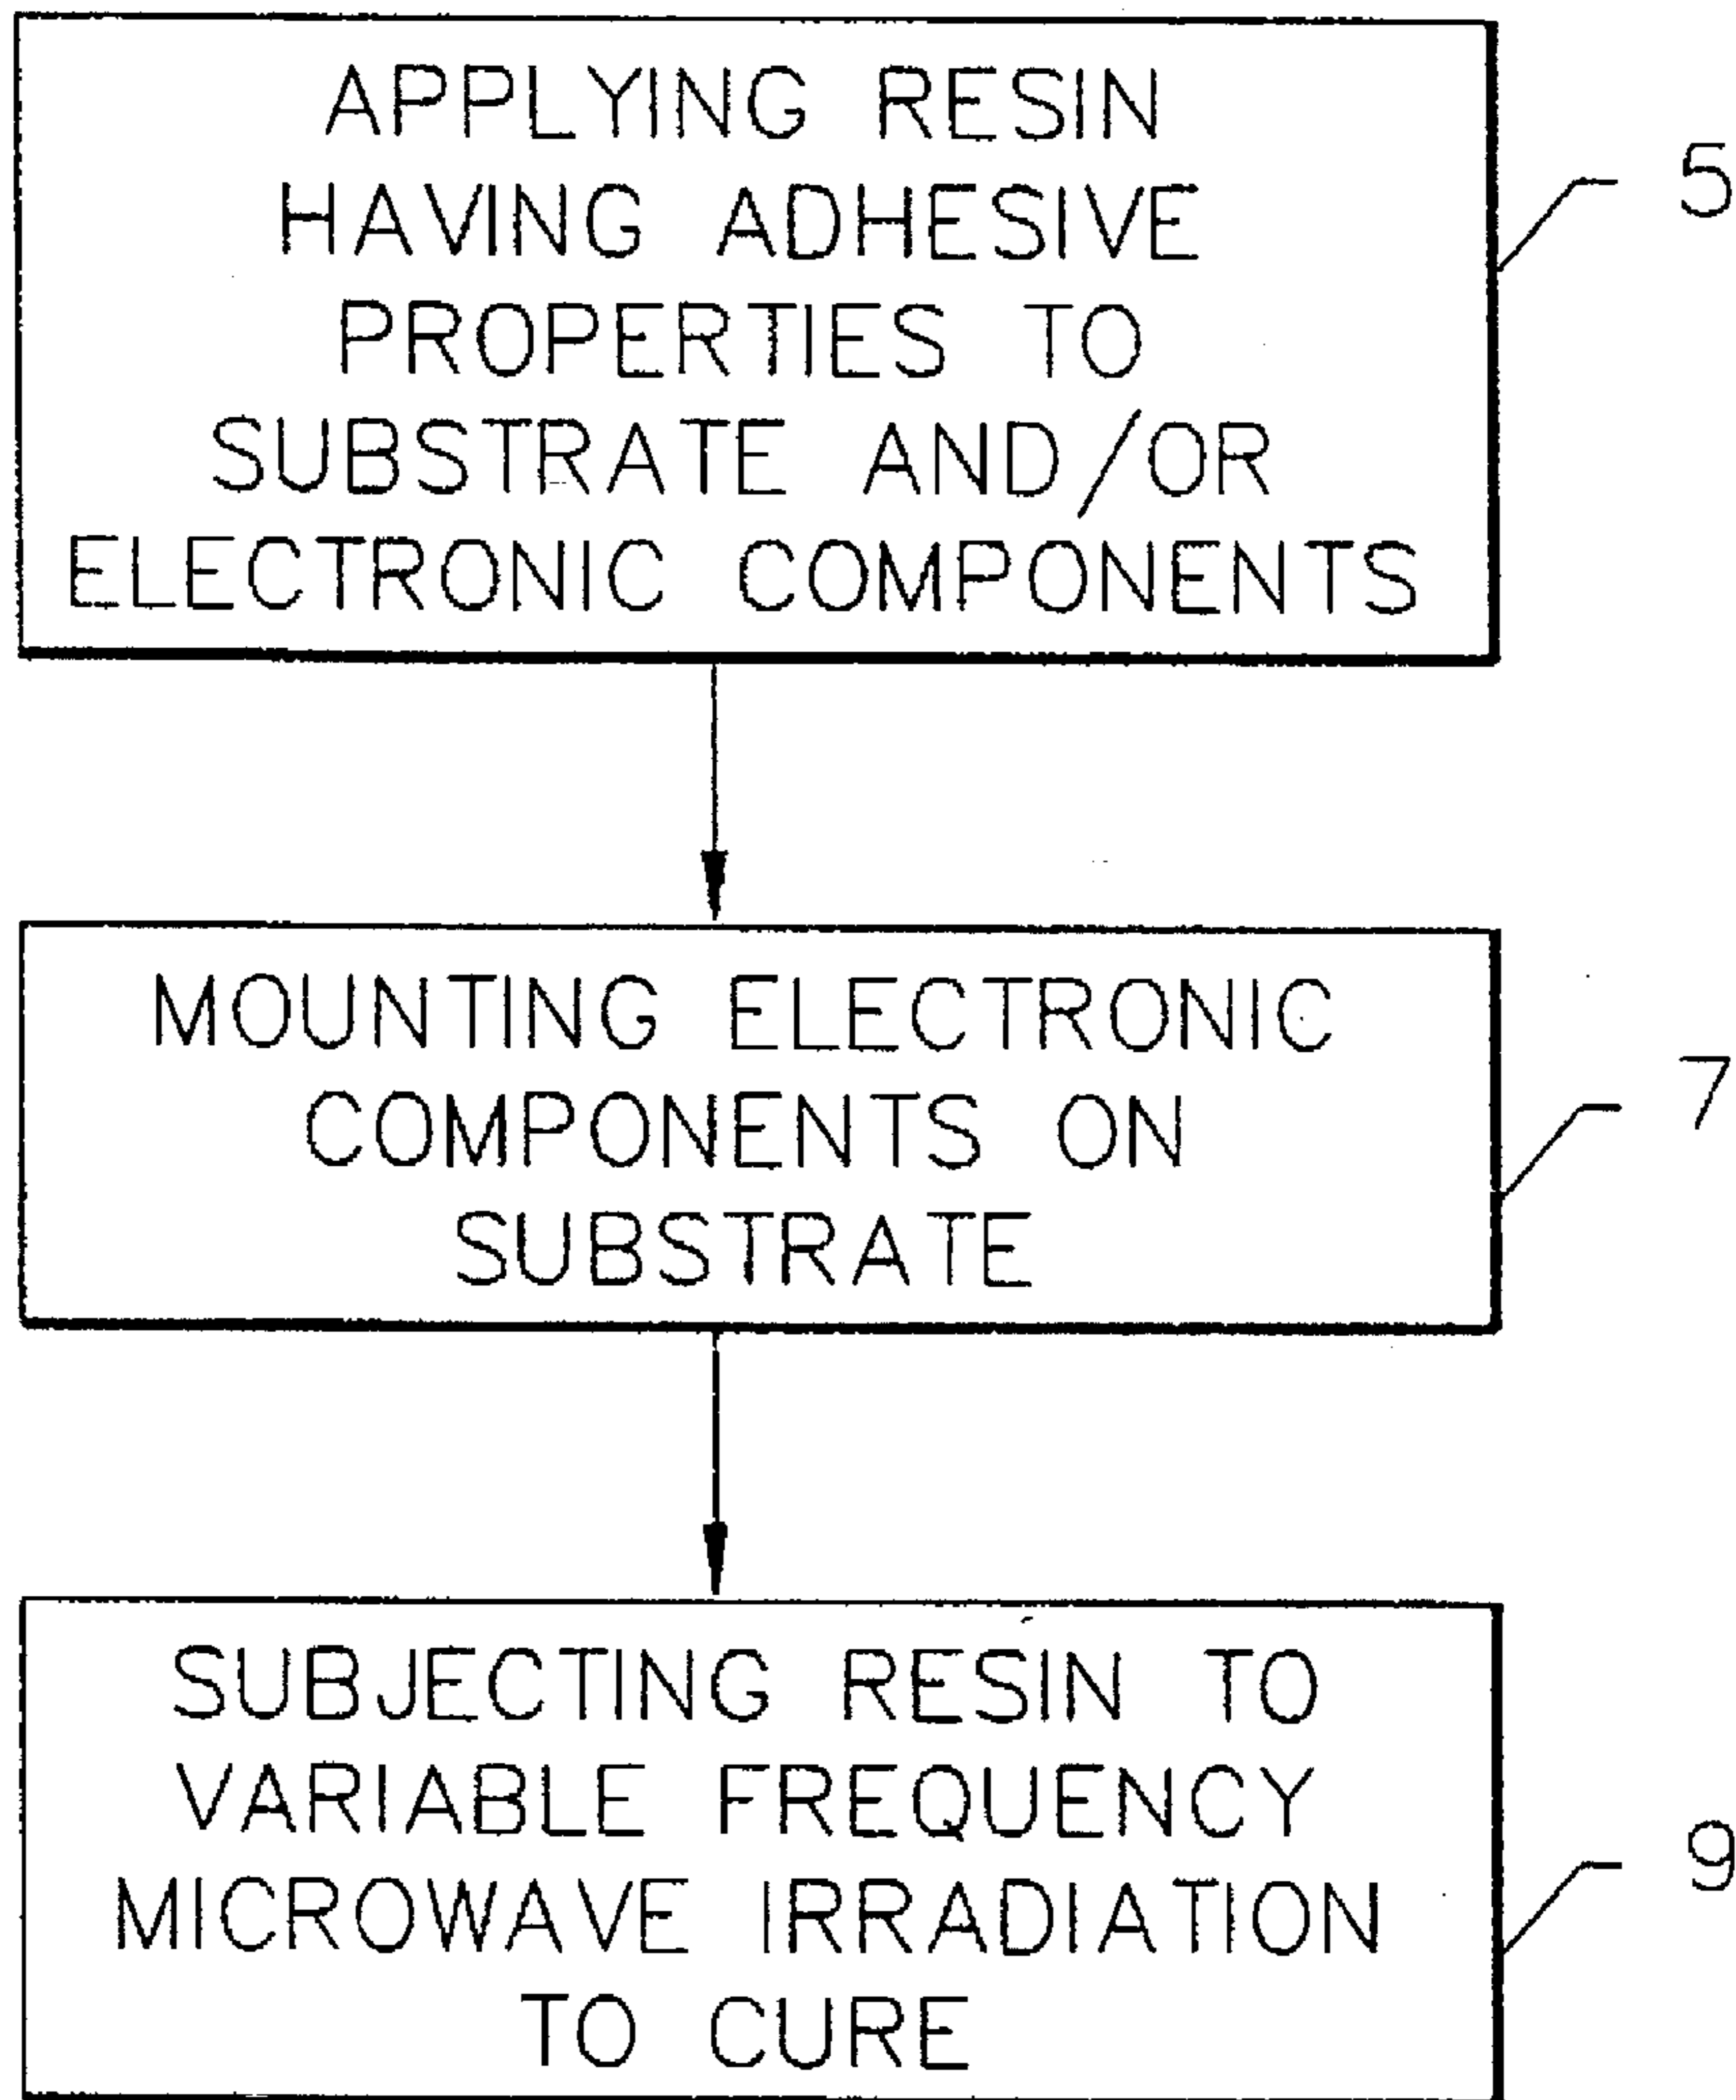 APPLYING RESIN
HAVING ADHESIVE
PROPERTIES TO
SUBSTRATE AND/OR
ELECTRONIC COMPONENTS
5
MOUNTING ELECTRONIC
COMPONENTS ON
SUBSTRATE
7
SUBJECTING RESIN TO
VARIABLE FREQUENCY
MICROWAVE IRRADIATION
TO CURE
9